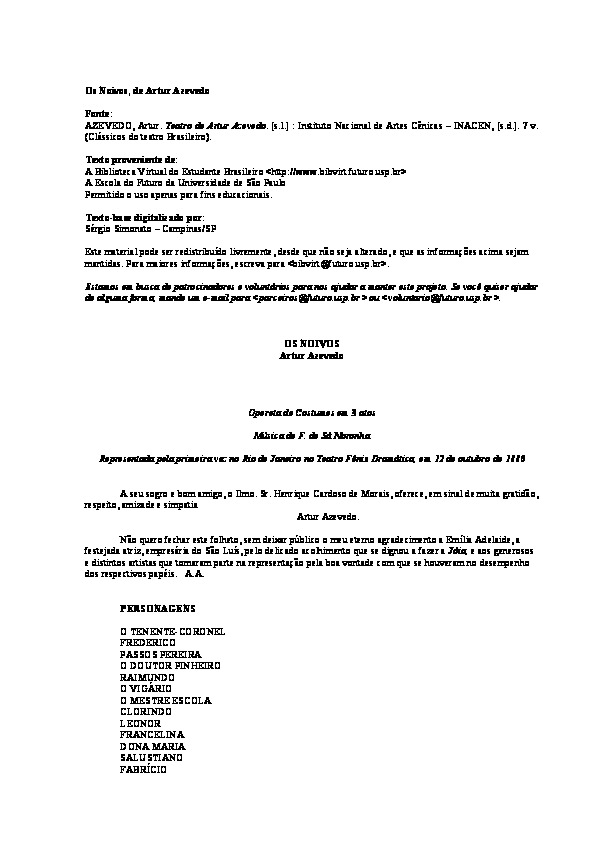 Os Noivos, de Artur Azevedo
Fonte:
AZEVEDO, Artur. Teatro de Artur Azevedo. [s.l.] : Instituto Nacional de Artes Cênicas – INACEN, [s.d.]. 7 v.
(Clássicos do teatro Brasileiro).
Texto proveniente de:
A Biblioteca Virtual do Estudante Brasileiro <http://www.bibvirt.futuro.usp.br>
A Escola do Futuro da Universidade de São Paulo
Permitido o uso apenas para fins educacionais.
Texto-base digitalizado por:
Sérgio Simonato – Campinas/SP
Este material pode ser redistribuído livremente, desde que não seja alterado, e que as informações acima sejam
mantidas. Para maiores informações, escreva para <bibvirt@futuro.usp.br>.
Estamos em busca de patrocinadores e voluntários para nos ajudar a manter este projeto. Se você quiser ajudar
de alguma forma, mande um e-mail para <parceiros@futuro.usp.br> ou <voluntario@futuro.usp.br>.
OS NOIVOS
Artur Azevedo
Opereta de Costumes em 3 atos
Música de F. de Sá Noronha
Representada pela primeira vez no Rio de Janeiro no Teatro Fênix Dramática, em 12 de outubro de 1880
A seu sogro e bom amigo, o Ilmo. Sr. Henrique Cardoso de Morais, oferece, em sinal de muita gratidão,
respeito, amizade e simpatia
Artur Azevedo.
Não quero fechar este folheto, sem deixar público o meu eterno agradecimento a Emília Adelaide, a
festejada atriz, empresária do São Luís, pelo delicado acolhimento que se dignou a fazer a Jóia, e aos generosos
e distintos artistas que tomaram parte na representação pela boa vontade com que se houveram no desempenho
dos respectivos papéis. A.A.
PERSONAGENS
O TENENTE-CORONEL
FREDERICO
PASSOS PEREIRA
O DOUTOR PINHEIRO
RAIMUNDO
O VIGÁRIO
O MESTRE ESCOLA
CLORINDO
LEONOR
FRANCELINA
DONA MARIA
SALUSTIANO
FABRÍCIO